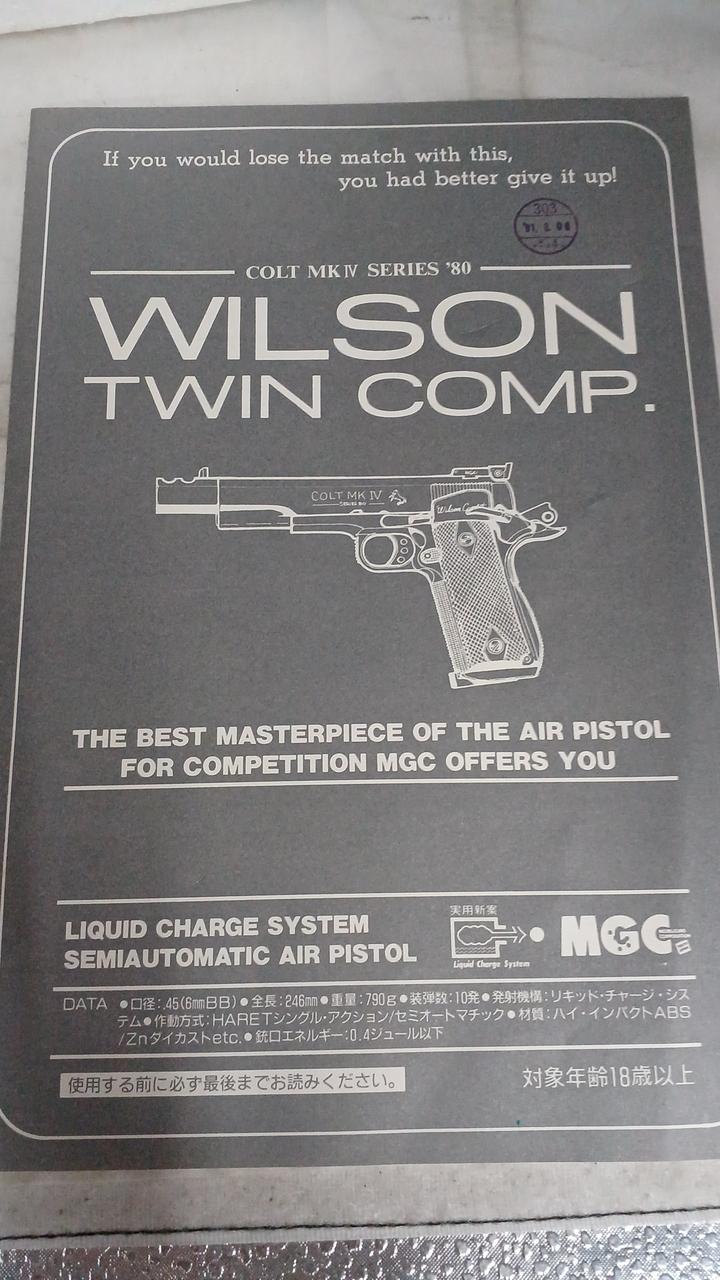 If you would lose the match with this,
you had better give it up!
303
COLT MKⅣ SERIES '80
WILSON
TWIN COMP.
COLT MK IV
SERIES 80
THE BEST MASTERPIECE OF THE AIR PISTOL
FOR COMPETITION MGC OFFERS YOU
LIQUID CHARGE SYSTEM
SEMIAUTOMATIC AIR PISTOL
実用新案
Liquid Charge System
MGC
DATA ●口径:.45(6mmBB)●全長:246mm●重量:790g●装弾数:10発●発射機構:リキッド・チャージ・シス
テム●作動方式:HARETシングル・アクション/セミオートマチック●材質:ハイ・インパクトABS
/Znダイカストetc.●銃口エネルギー:0.4ジュール以下
使用する前に必ず最後までお読みください。
対象年齢18歳以上